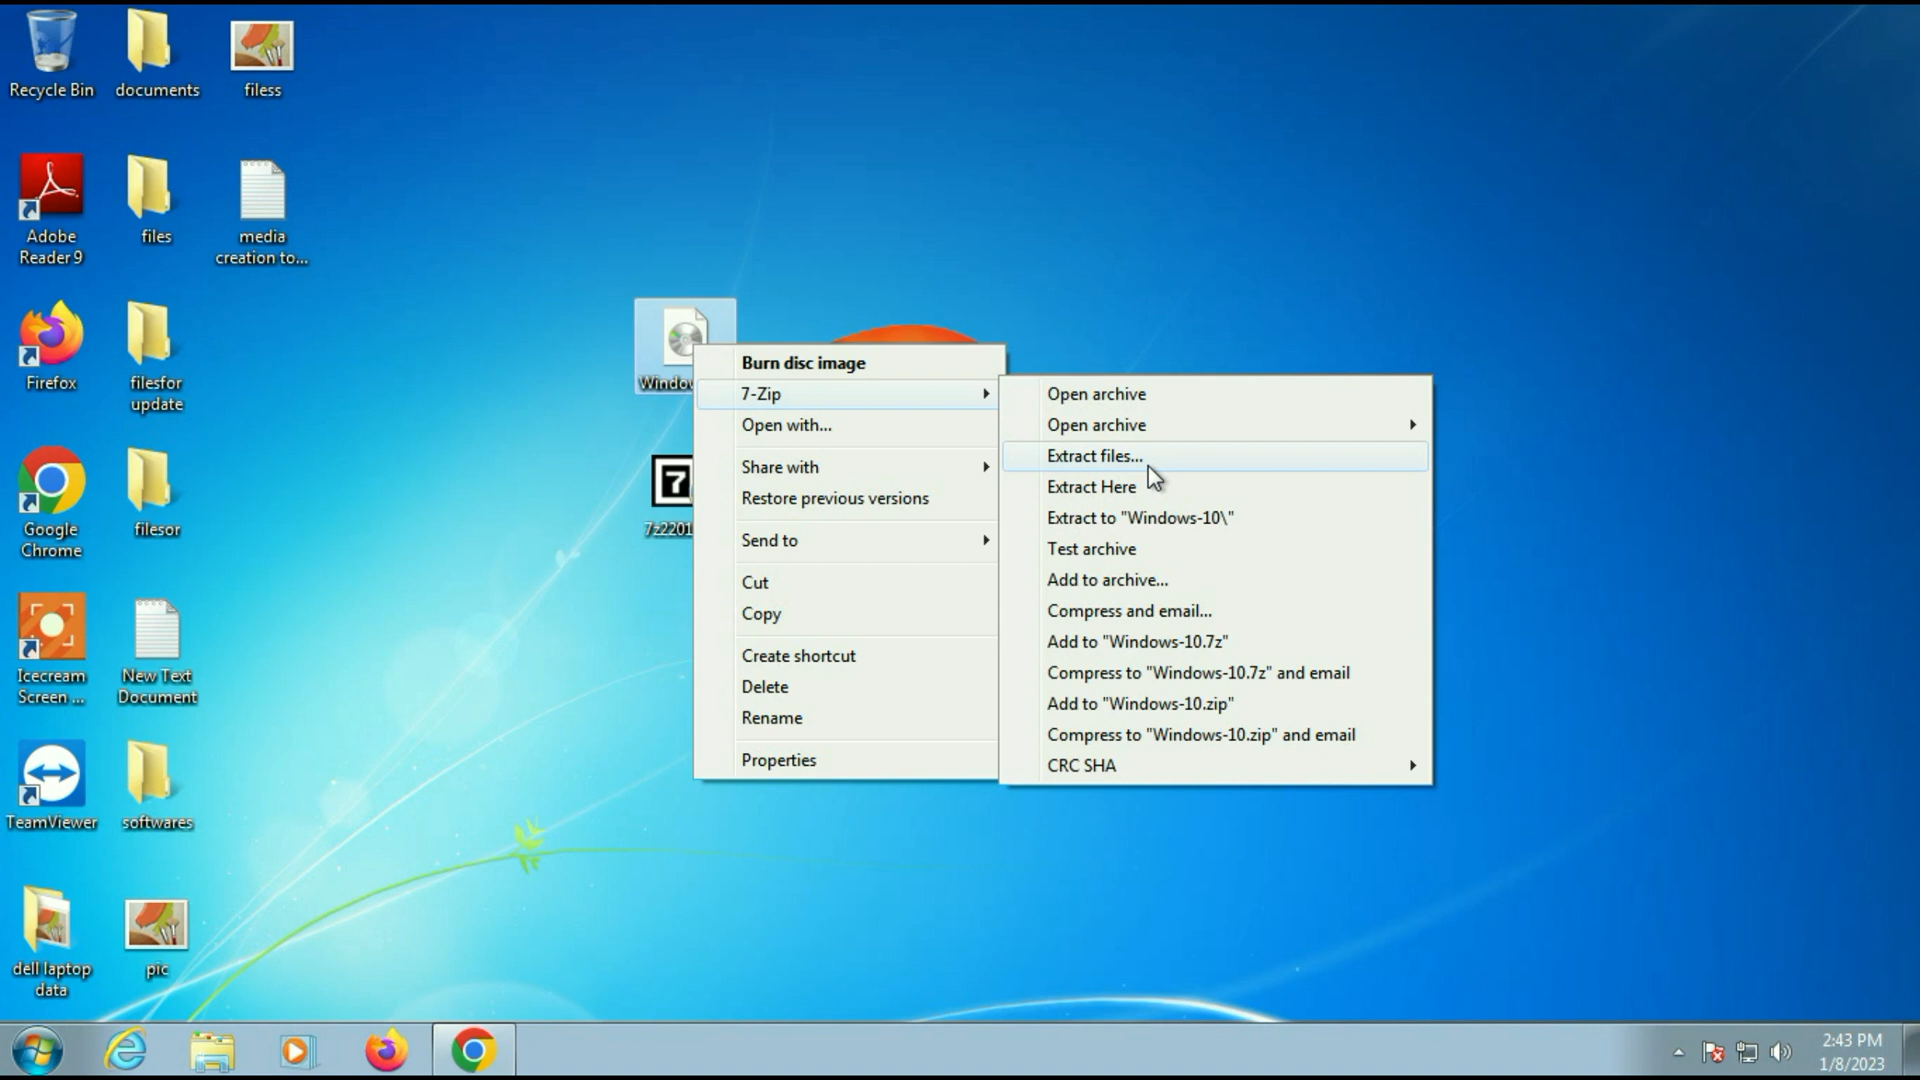 Recycle Bin
documents
filess
Adobe
Reader 9
files
media
creation to...
Firefox
filesfor
update
Google
Chrome
filesor
Icecream
Screen ...
New Text
Document
TeamViewer
softwares
dell laptop
data
pic
7
7z2201
Burn disc image
7-Zip
Open with...
Share with
Restore previous versions
Send to
Cut
Copy
Create shortcut
Delete
Rename
Properties
Open archive
Open archive
Extract files...
Extract Here
Extract to "Windows-10\"
Test archive
Add to archive...
Compress and email...
Add to "Windows-10.7z"
Compress to "Windows-10.7z" and email
Add to "Windows-10.zip"
Compress to "Windows-10.zip" and email
CRC SHA
2:43 PM
1/8/2023